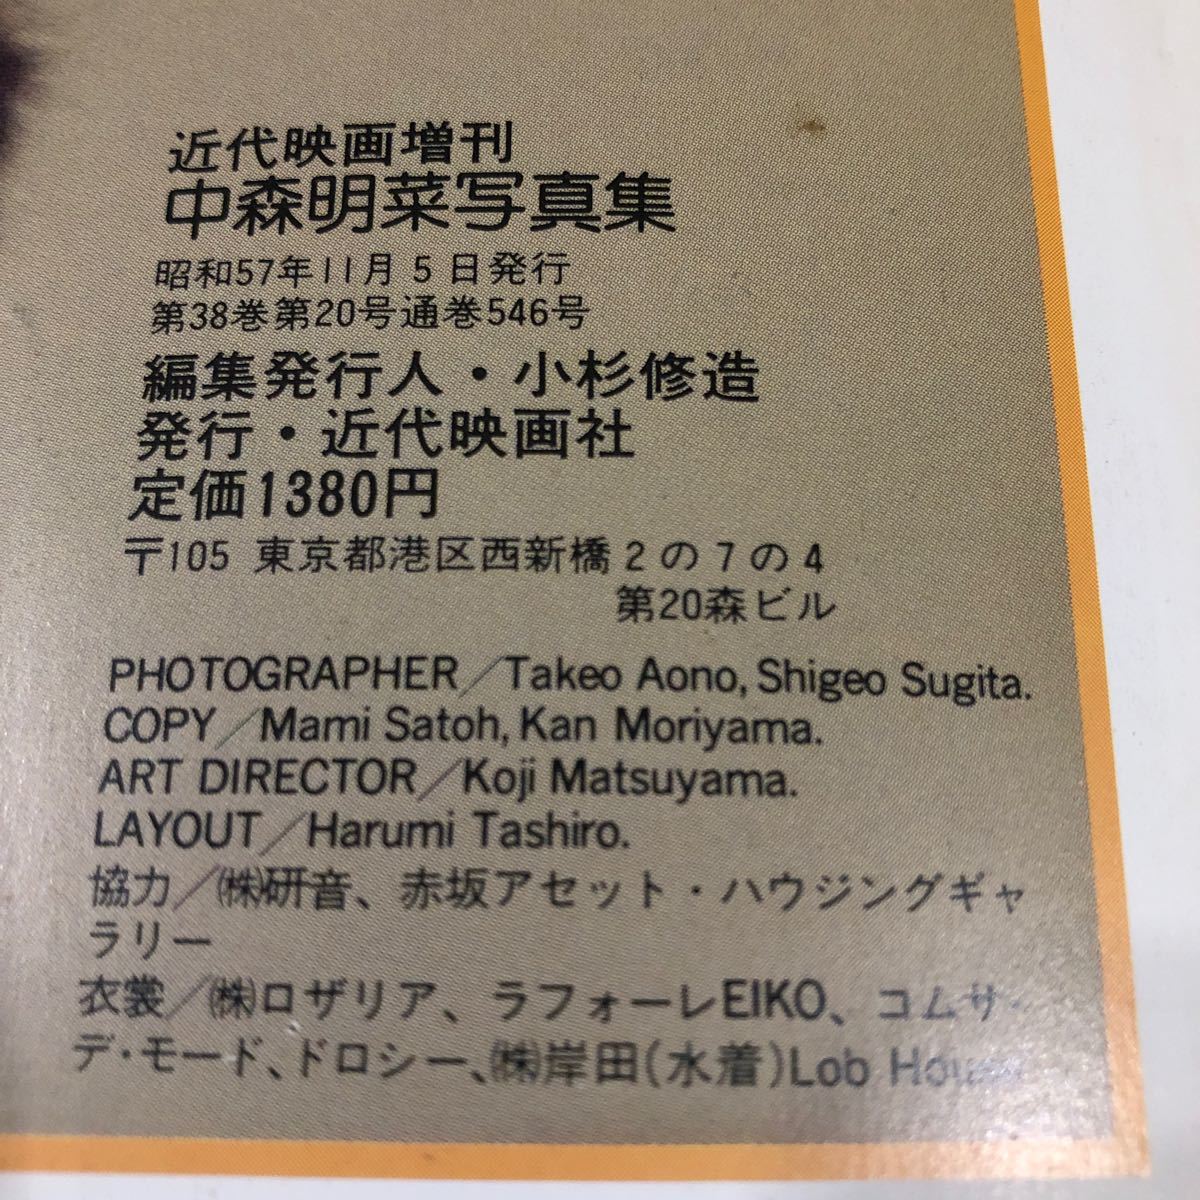 近代映画増刊
中森明菜写真集
昭和57年11月5日発行
第38巻第20号通巻546号
編集発行人・小杉修造
発行・近代映画社
定価1380円
〒105 東京都港区西新橋2の7の4
第20森ビル
PHOTOGRAPHER／Takeo Aono, Shigeo Sugita.
COPY／Mami Satoh, Kan Moriyama.
ART DIRECTOR／Koji Matsuyama.
LAYOUT／Harumi Tashiro.
協力／㈱研音、赤坂アセット・ハウジングギャ
ラリー
衣裳／㈱ロザリア、ラフォーレEIKO、コムサ・
デ・モード、ドロシー、㈱岸田(水着)Lob House